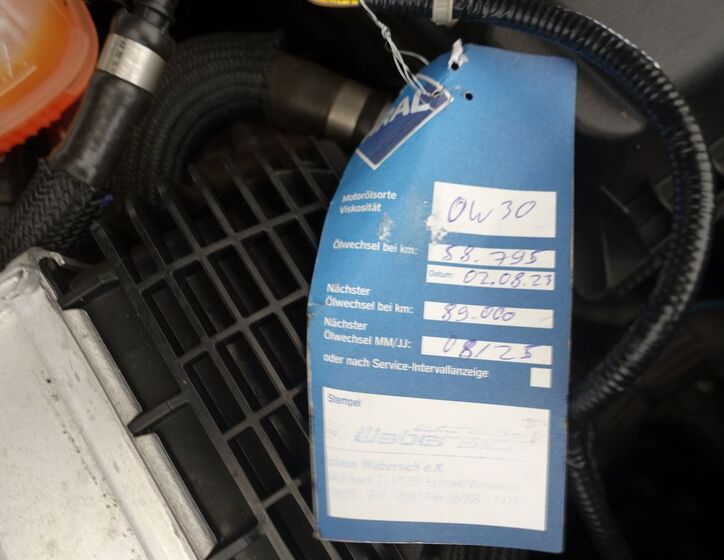 Motorölsorte
Viskosität
0W30
Ölwechsel bei km: 58.795
Datum: 02.08.23
Nächster
Ölwechsel bei km: 89.000
Nächster
Ölwechsel MM/JJ: 08/25
oder nach Service-Intervallanzeige
Stempel
e.K.